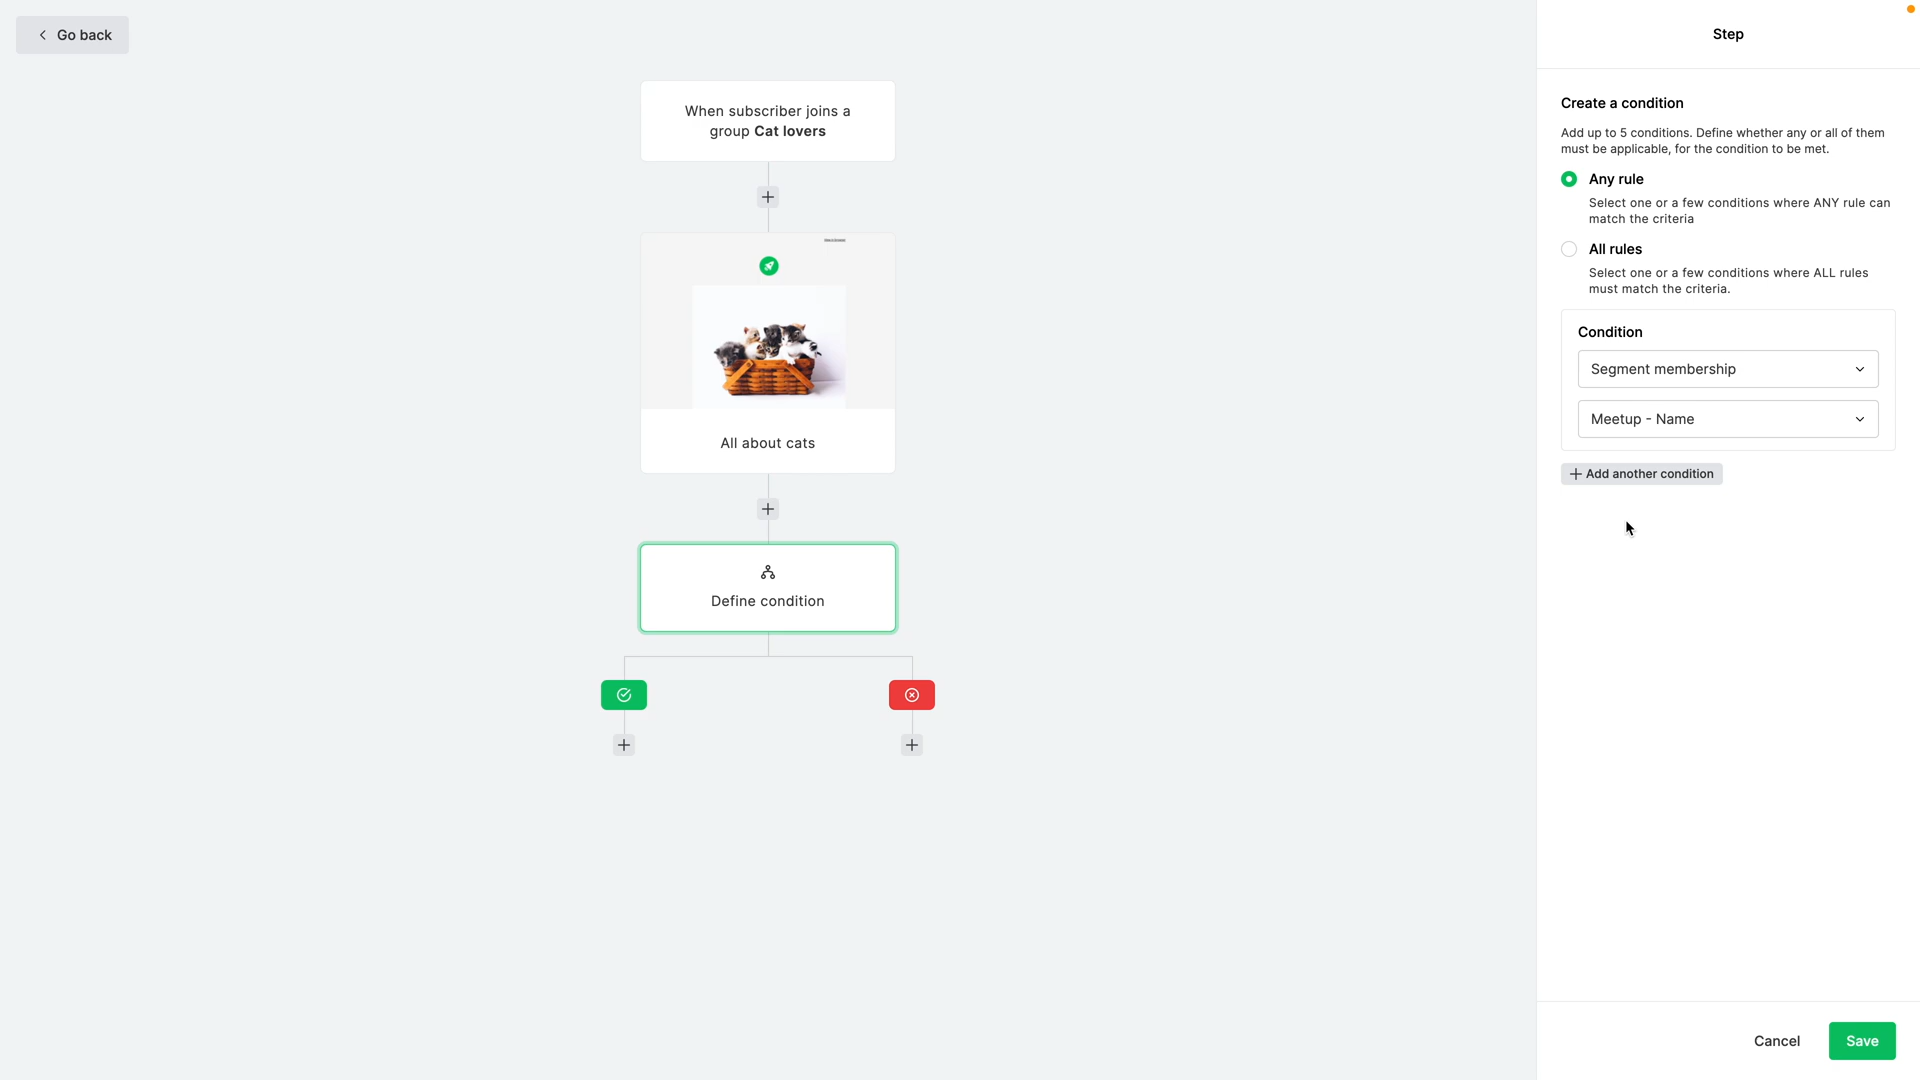 Go back
When subscriber joins a
group Cat lovers
All about cats
Define condition
Step
Create a condition
Add up to 5 conditions. Define whether any or all of them
must be applicable, for the condition to be met.
Any rule
Select one or a few conditions where ANY rule can
match the criteria
All rules
Select one or a few conditions where ALL rules
must match the criteria.
Condition
Segment membership
Meetup - Name
Add another condition
Cancel
Save